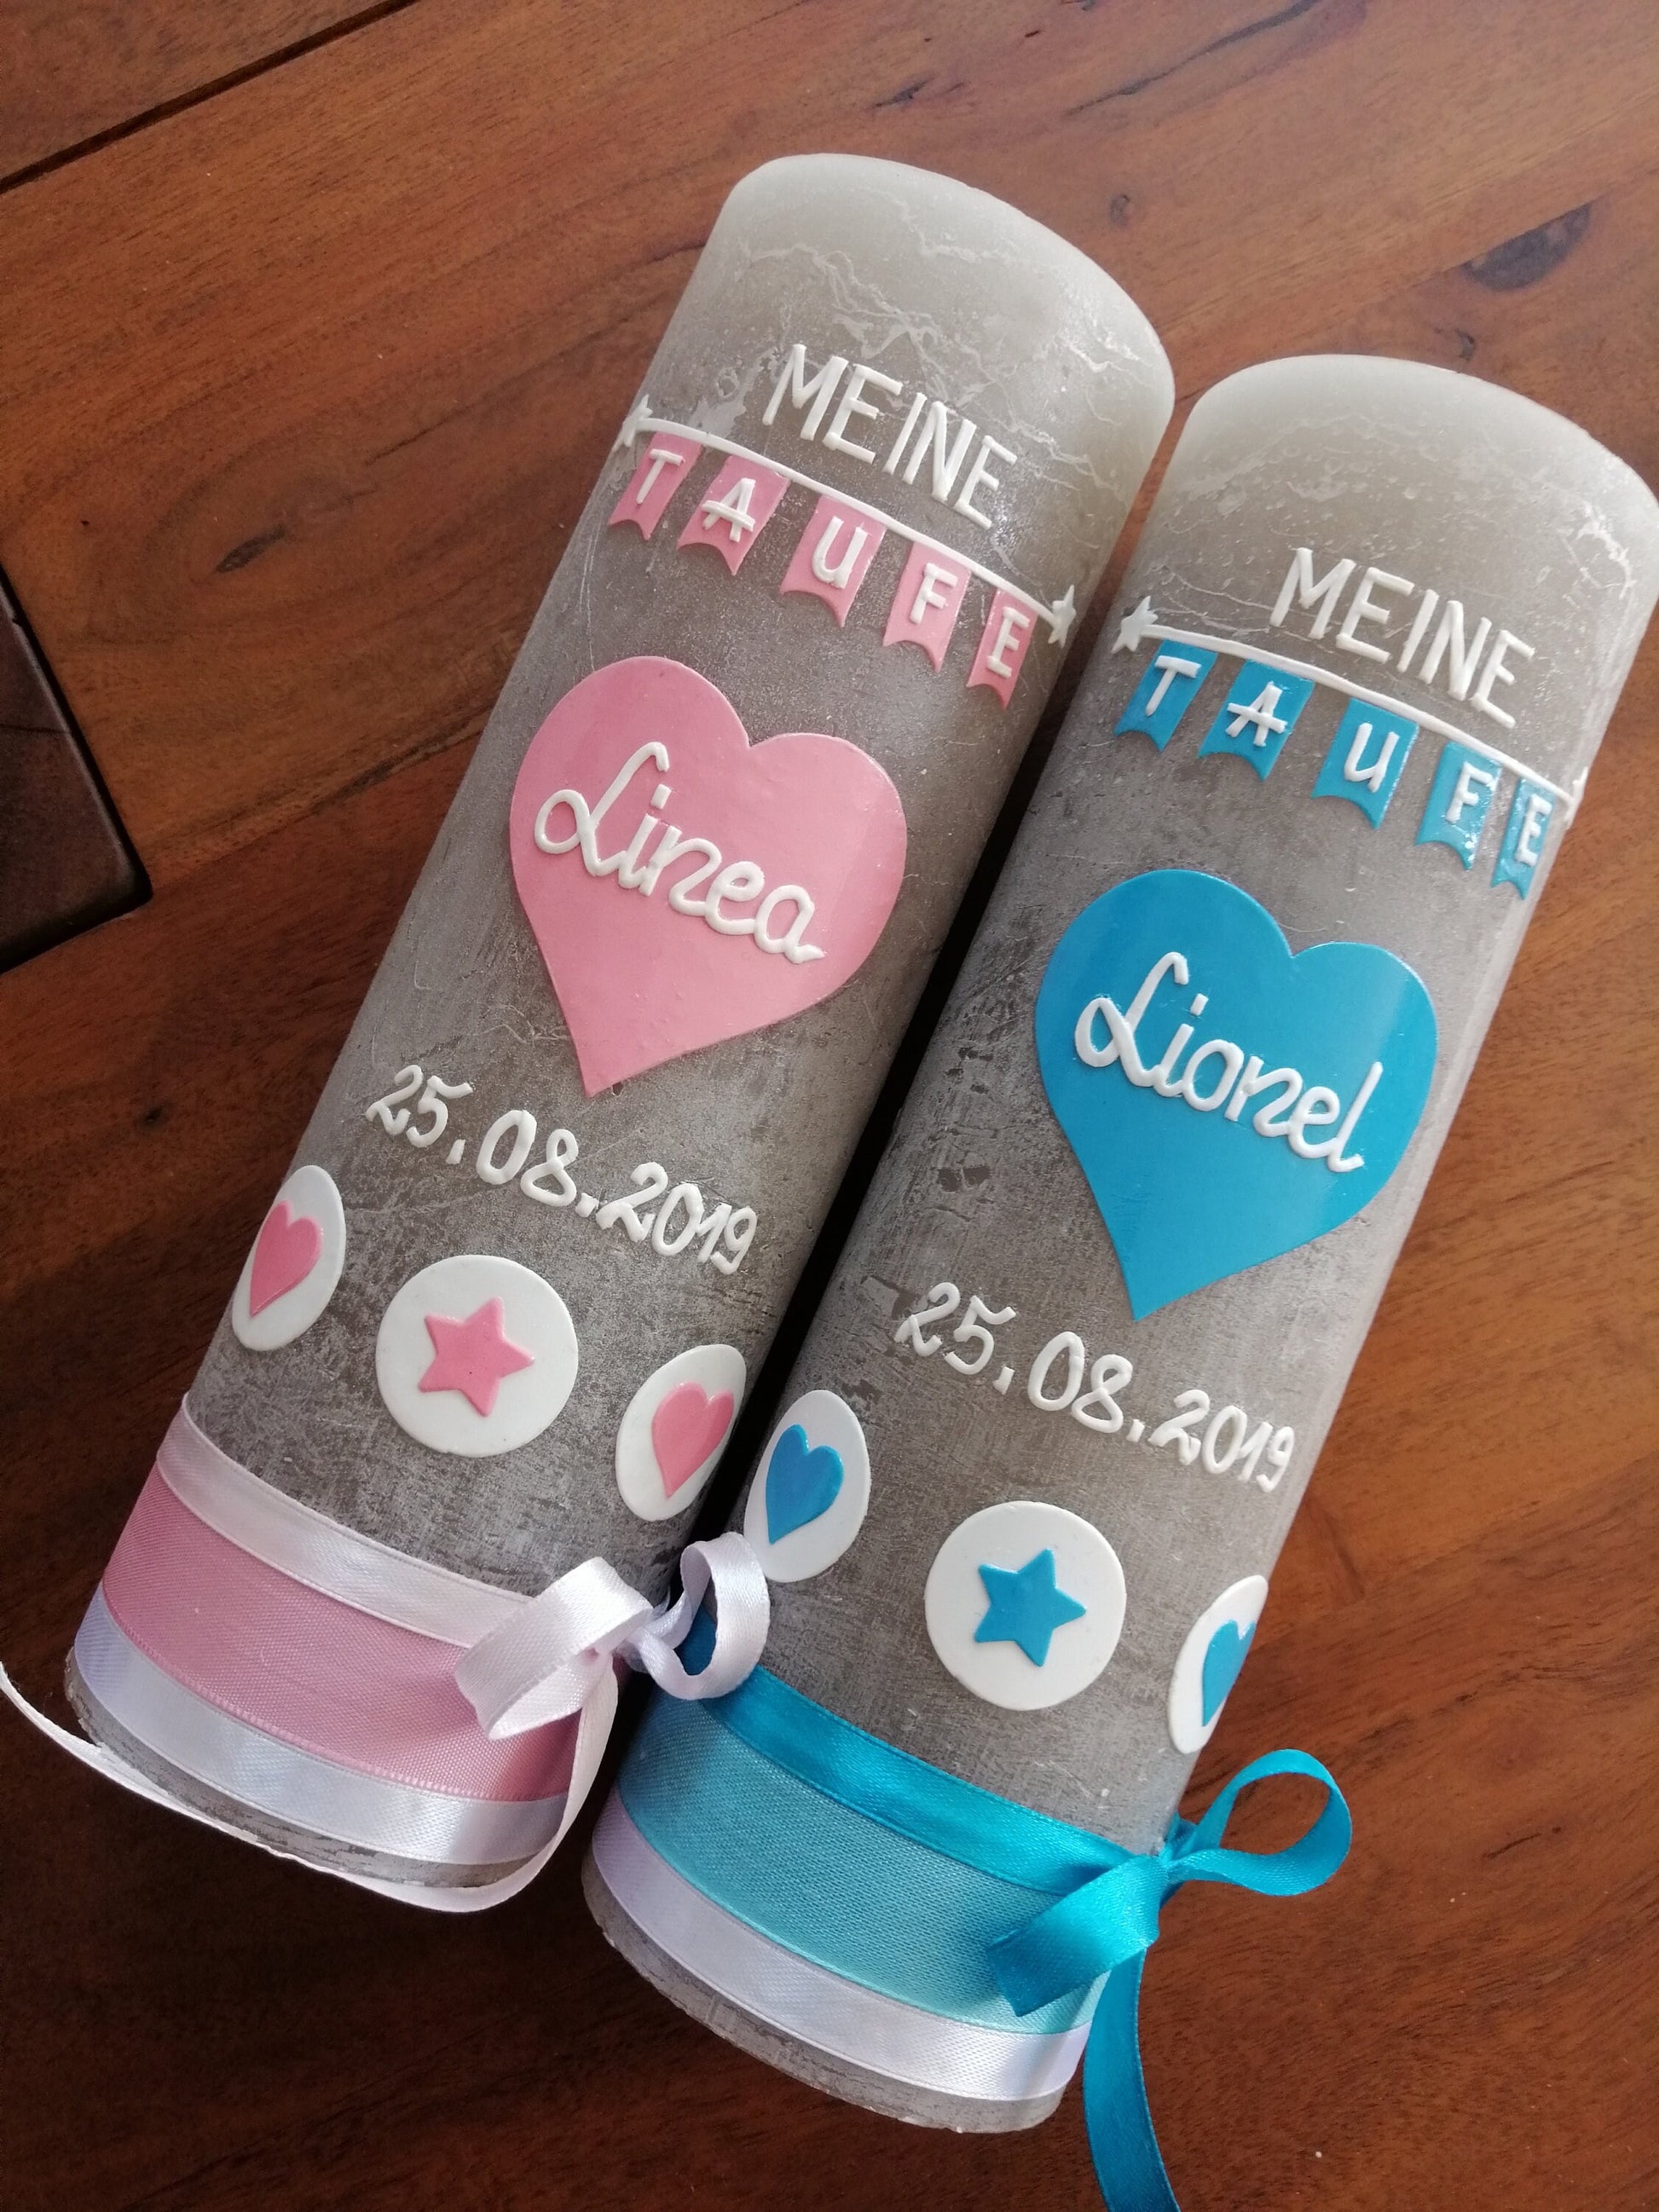 MEINE
TAUFE
Linea
25.08.2019
MEINE
TAUFE
Lionel
25.08.2019